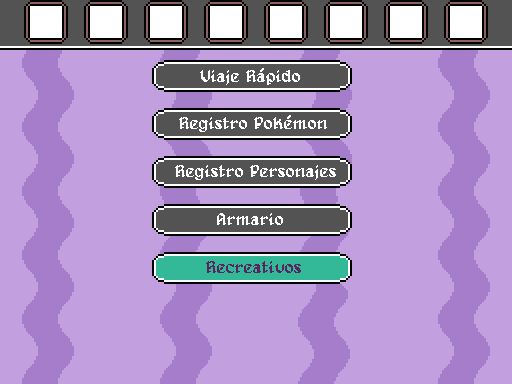 Viaje Rápido
Registro Pokémon
Registro Personajes
Armario
Recreativos